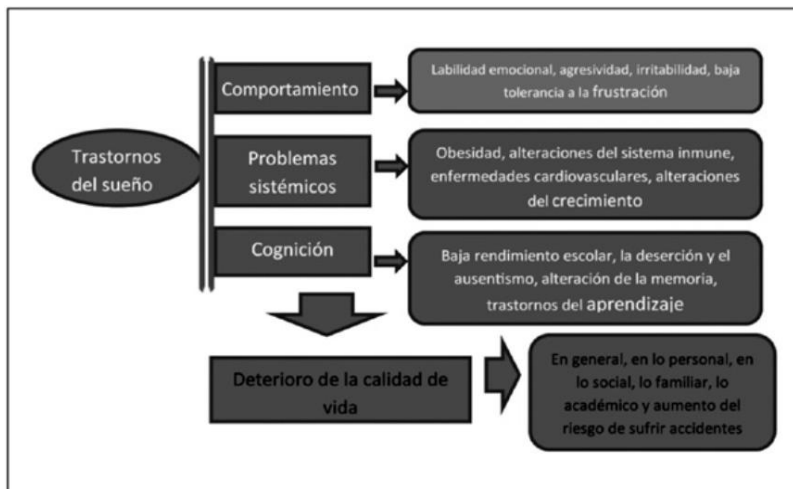 Trastornos
del sueño
Comportamiento
Labilidad emocional, agresividad, irritabilidad, baja
tolerancia a la frustración
Problemas
sistémicos
Obesidad, alteraciones del sistema inmune,
enfermedades cardiovasculares, alteraciones
del crecimiento
Cognición
Baja rendimiento escolar, la deserción y el
ausentismo, alteración de la memoria,
trastornos del aprendizaje
Deterioro de la calidad de
vida
En general, en lo personal, en
lo social, lo familiar, lo
académico y aumento del
riesgo de sufrir accidentes